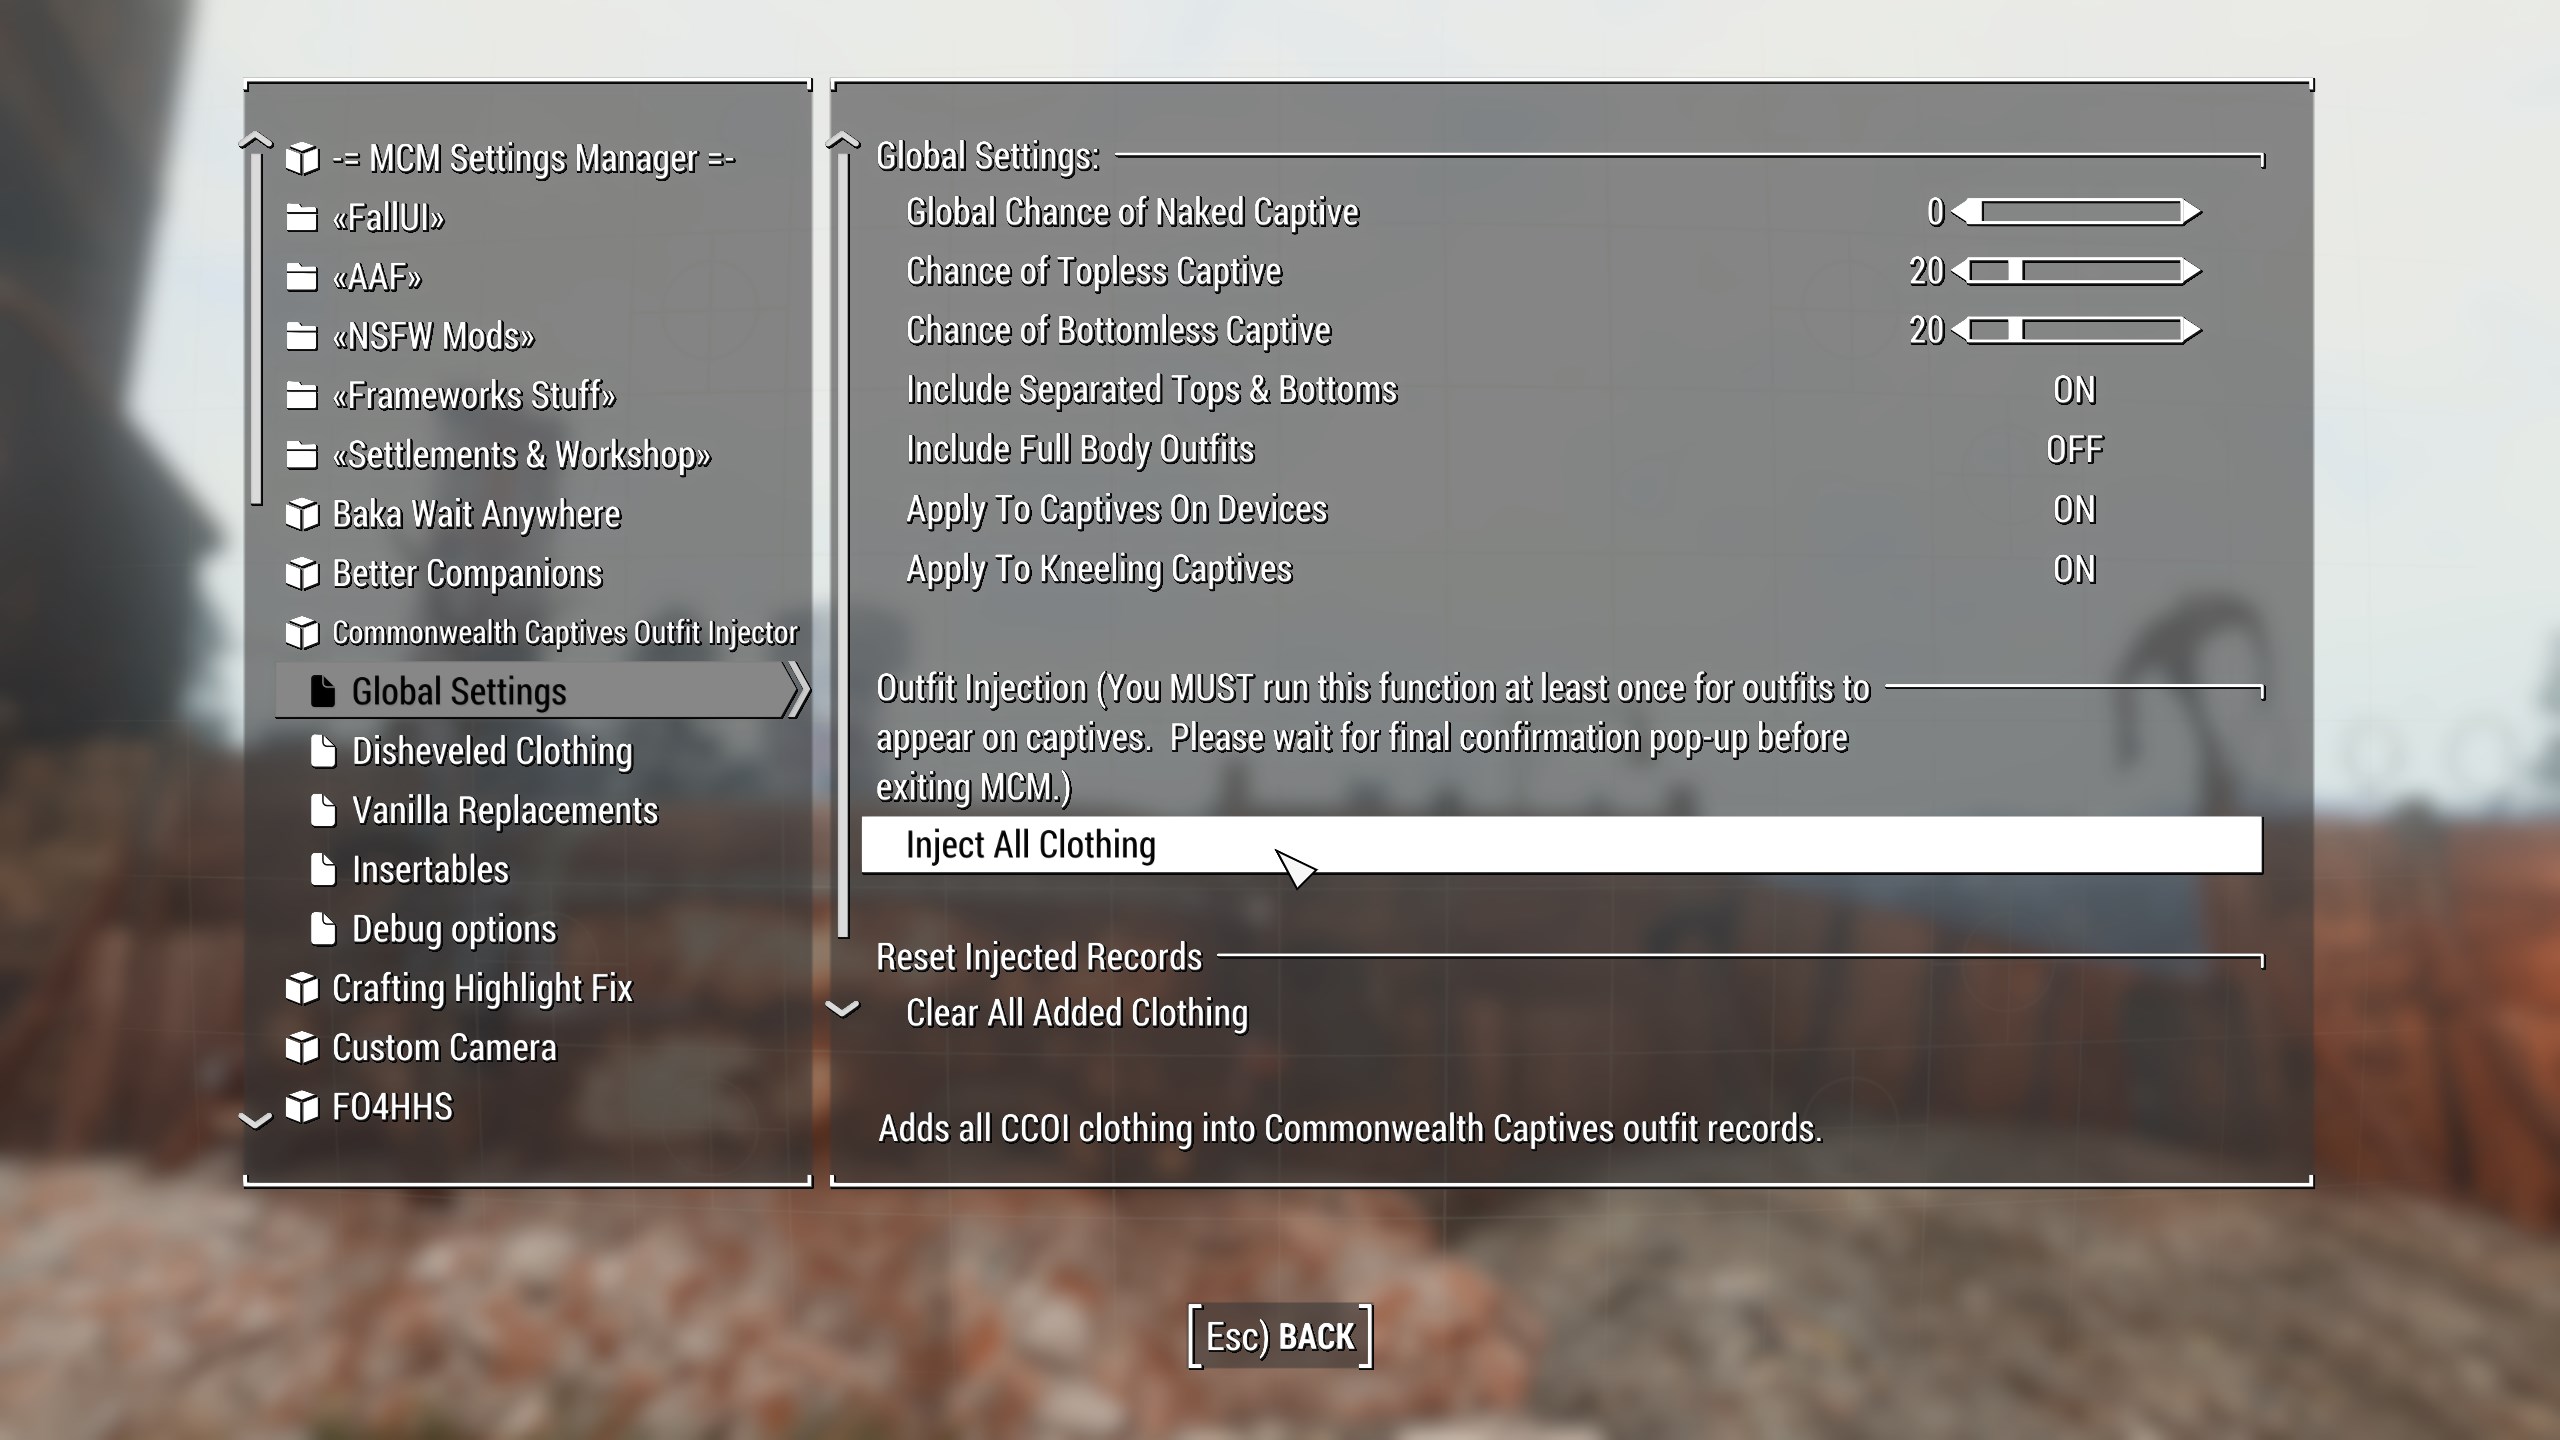 -= MCM Settings Manager =-
«FallUI»
«AAF»
«NSFW Mods»
«Frameworks Stuff»
«Settlements & Workshop»
Baka Wait Anywhere
Better Companions
Commonwealth Captives Outfit Injector
Global Settings
Disheveled Clothing
Vanilla Replacements
Insertables
Debug options
Crafting Highlight Fix
Custom Camera
FO4HHS
Global Settings:
Global Chance of Naked Captive 0
Chance of Topless Captive 20
Chance of Bottomless Captive 20
Include Separated Tops & Bottoms ON
Include Full Body Outfits OFF
Apply To Captives On Devices ON
Apply To Kneeling Captives ON
Outfit Injection (You MUST run this function at least once for outfits to
appear on captives.  Please wait for final confirmation pop-up before
exiting MCM.)
Inject All Clothing
Reset Injected Records
Clear All Added Clothing
Adds all CCOI clothing into Commonwealth Captives outfit records.
Esc) BACK